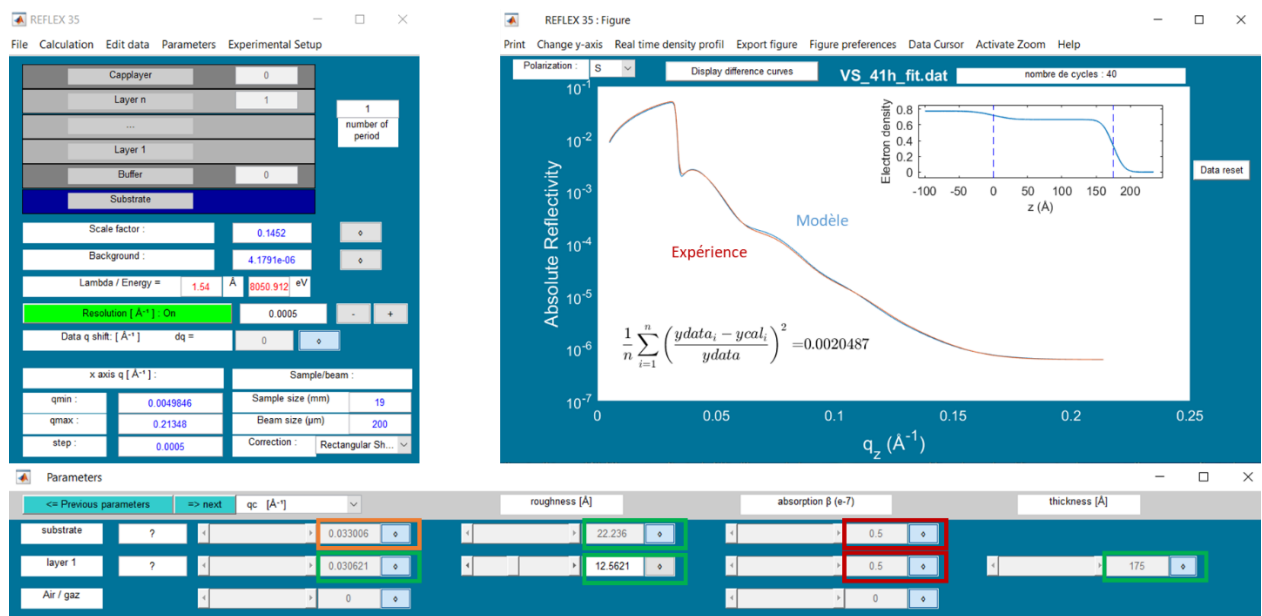 REFLEX 35
File Calculation Edit data Parameters Experimental Setup
Capplayer 0
Layer n 1
...
Layer 1
Buffer 0
Substrate
1
number of
period
Scale factor : 0.1452
Background : 4.1791e-06
Lambda / Energy = 1.54 Å 8050.912 eV
Resolution [ Å⁻¹ ] : On 0.0005 - +
Data q shift: [ Å⁻¹ ] dq = 0
x axis q [ Å⁻¹ ] :
qmin : 0.0049846
qmax : 0.21348
step : 0.0005
Sample/beam :
Sample size (mm) 19
Beam size (µm) 200
Correction : Rectangular Sh...
REFLEX 35 : Figure
Print Change y-axis Real time density profil Export figure Figure preferences Data Cursor Activate Zoom Help
Polarization : S Display difference curves VS_41h_fit.dat nombre de cycles : 40
Absolute Reflectivity
10⁻¹
10⁻²
10⁻³
10⁻⁴
10⁻⁵
10⁻⁶
10⁻⁷
0 0.05 0.1 0.15 0.2 0.25
q_z (Å⁻¹)
Electron density
0.8
0.6
0.4
0.2
0
-100 -50 0 50 100 150 200
z (Å)
Data reset
Modèle
Expérience
1/n ∑_{i=1}^{n} ((ydata_i − ycal_i)/ydata)² =0.0020487
Parameters
<= Previous parameters => next qc [Å⁻¹] roughness [Å] absorption β (e-7) thickness [Å]
substrate ? 0.033006 22.236 0.5
layer 1 ? 0.030621 12.5621 0.5 175
Air / gaz 0 0